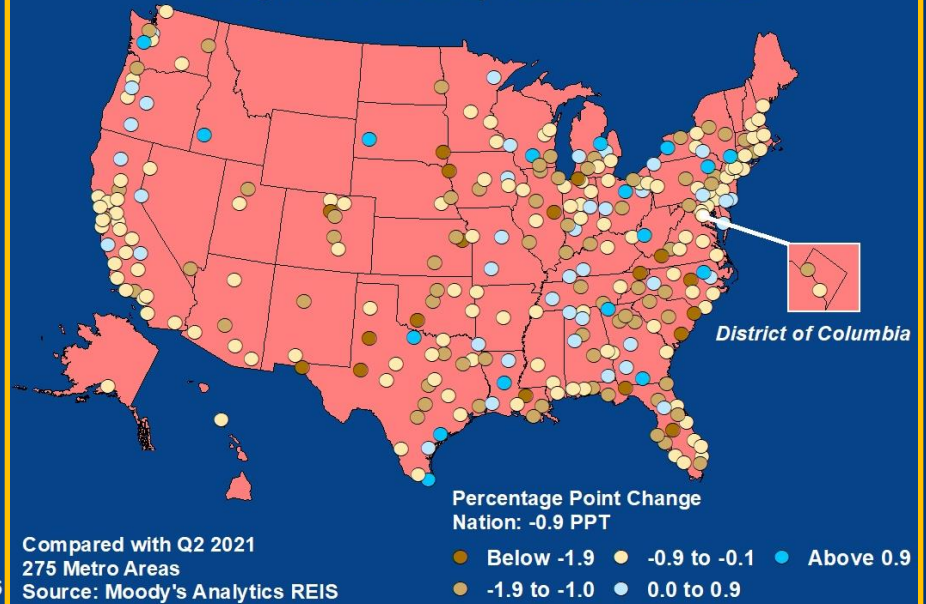 District of Columbia
Percentage Point Change
Nation: -0.9 PPT
Below -1.9
-0.9 to -0.1
Above 0.9
-1.9 to -1.0
0.0 to 0.9
Compared with Q2 2021
275 Metro Areas
Source: Moody's Analytics REIS